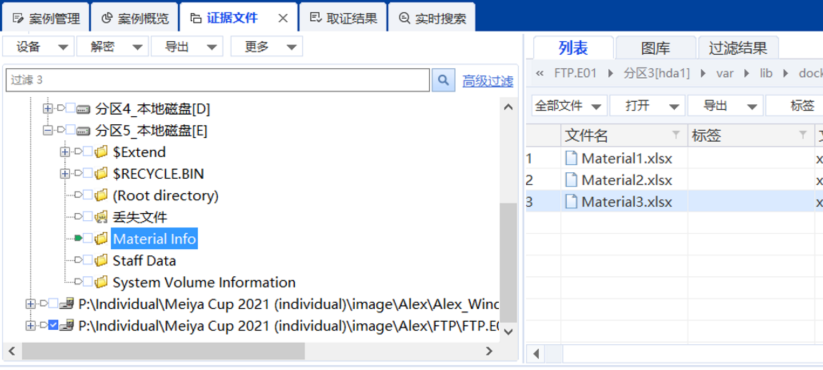 案例管理 案例概览 证据文件 × 取证结果 实时搜索
设备 解密 导出 更多
过滤 3 高级过滤
分区4_本地磁盘[D]
分区5_本地磁盘[E]
$Extend
$RECYCLE.BIN
(Root directory)
丢失文件
Material Info
Staff Data
System Volume Information
P:\Individual\Meiya Cup 2021 (individual)\image\Alex\Alex_Wind
P:\Individual\Meiya Cup 2021 (individual)\image\Alex\FTP\FTP.E0
列表 图库 过滤结果
« FTP.E01 分区3[hda1] var lib dock
全部文件 打开 导出 标签
文件名 标签
1 Material1.xlsx x
2 Material2.xlsx x
3 Material3.xlsx x